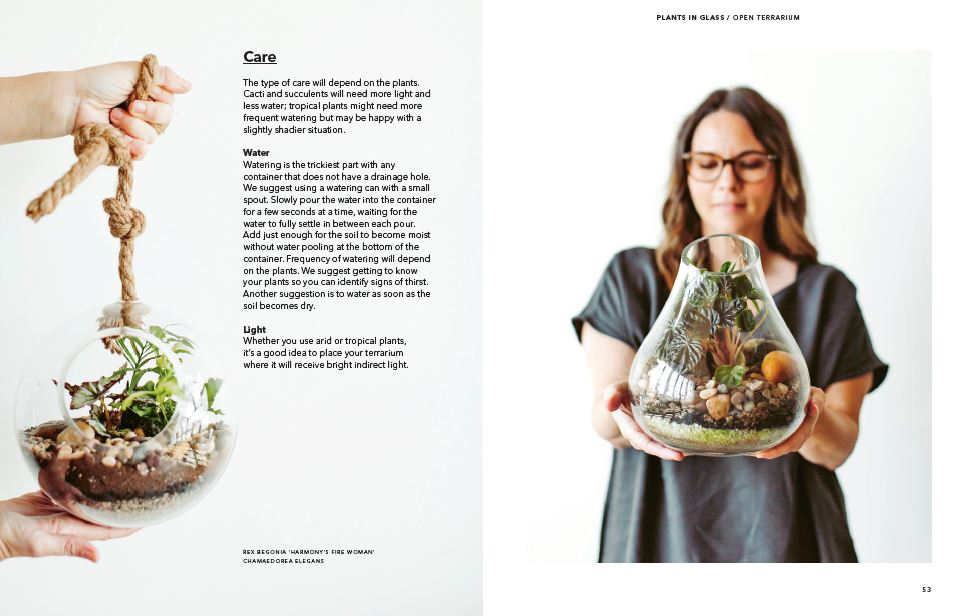 PLANTS IN GLASS / OPEN TERRARIUM
Care
The type of care will depend on the plants.
Cacti and succulents will need more light and
less water; tropical plants might need more
frequent watering but may be happy with a
slightly shadier situation.
Water
Watering is the trickiest part with any
container that does not have a drainage hole.
We suggest using a watering can with a small
spout. Slowly pour the water into the container
for a few seconds at a time, waiting for the
water to fully settle in between each pour.
Add just enough for the soil to become moist
without water pooling at the bottom of the
container. Frequency of watering will depend
on the plants. We suggest getting to know
your plants so you can identify signs of thirst.
Another suggestion is to water as soon as the
soil becomes dry.
Light
Whether you use arid or tropical plants,
it's a good idea to place your terrarium
where it will receive bright indirect light.
REX BEGONIA 'HARMONY'S FIRE WOMAN'
CHAMAEDOREA ELEGANS
53